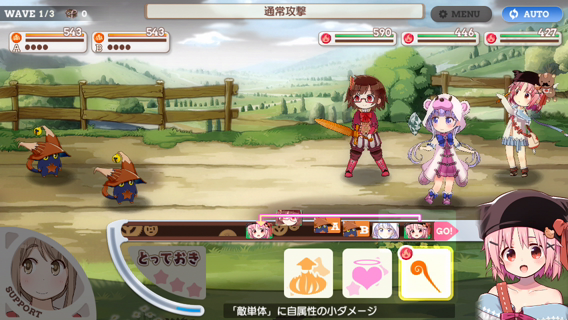 WAVE 1/3
0
通常攻撃
MENU
AUTO
543
A
543
B
590
446
427
A
B
GO!
とっておき
SUPPORT
「敵単体」に自属性の小ダメージ